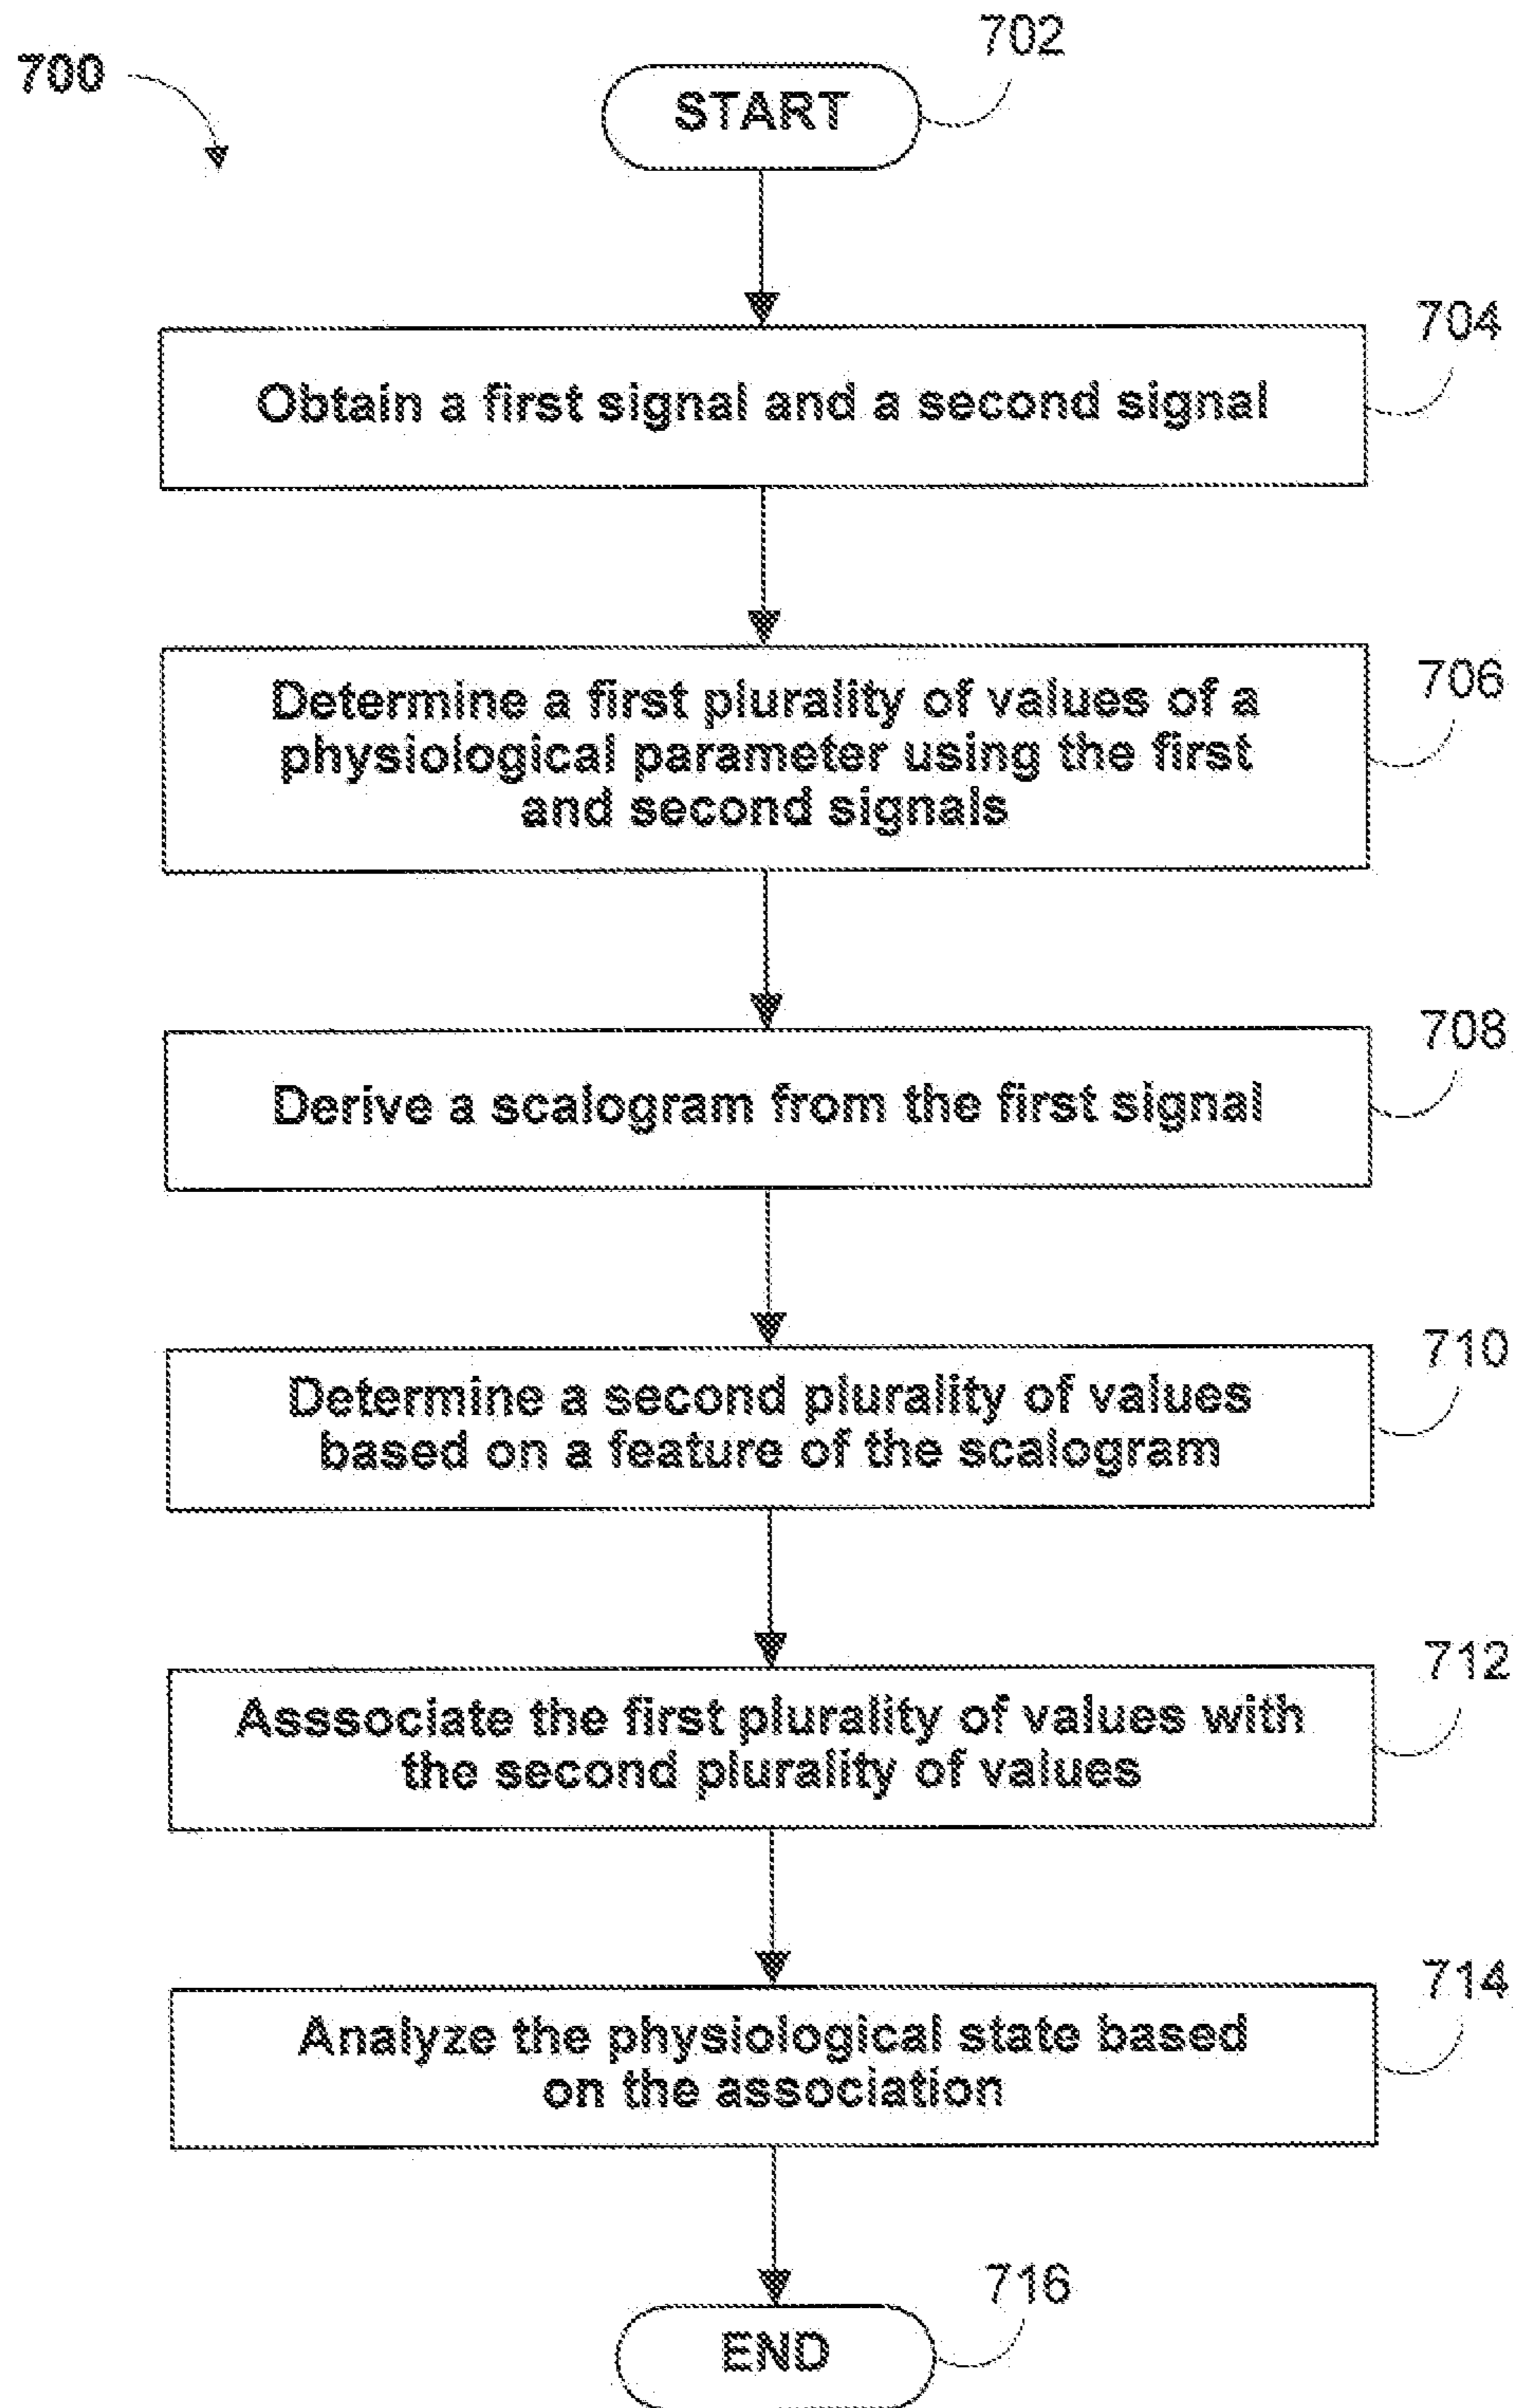 700
702
START
704
Obtain a first signal and a second signal
706
Determine a first plurality of values of a
physiological parameter using the first
and second signals
708
Derive a scalogram from the first signal
710
Determine a second plurality of values
based on a feature of the scalogram
712
Asssociate the first plurality of values with
the second plurality of values
714
Analyze the physiological state based
on the association
716
END